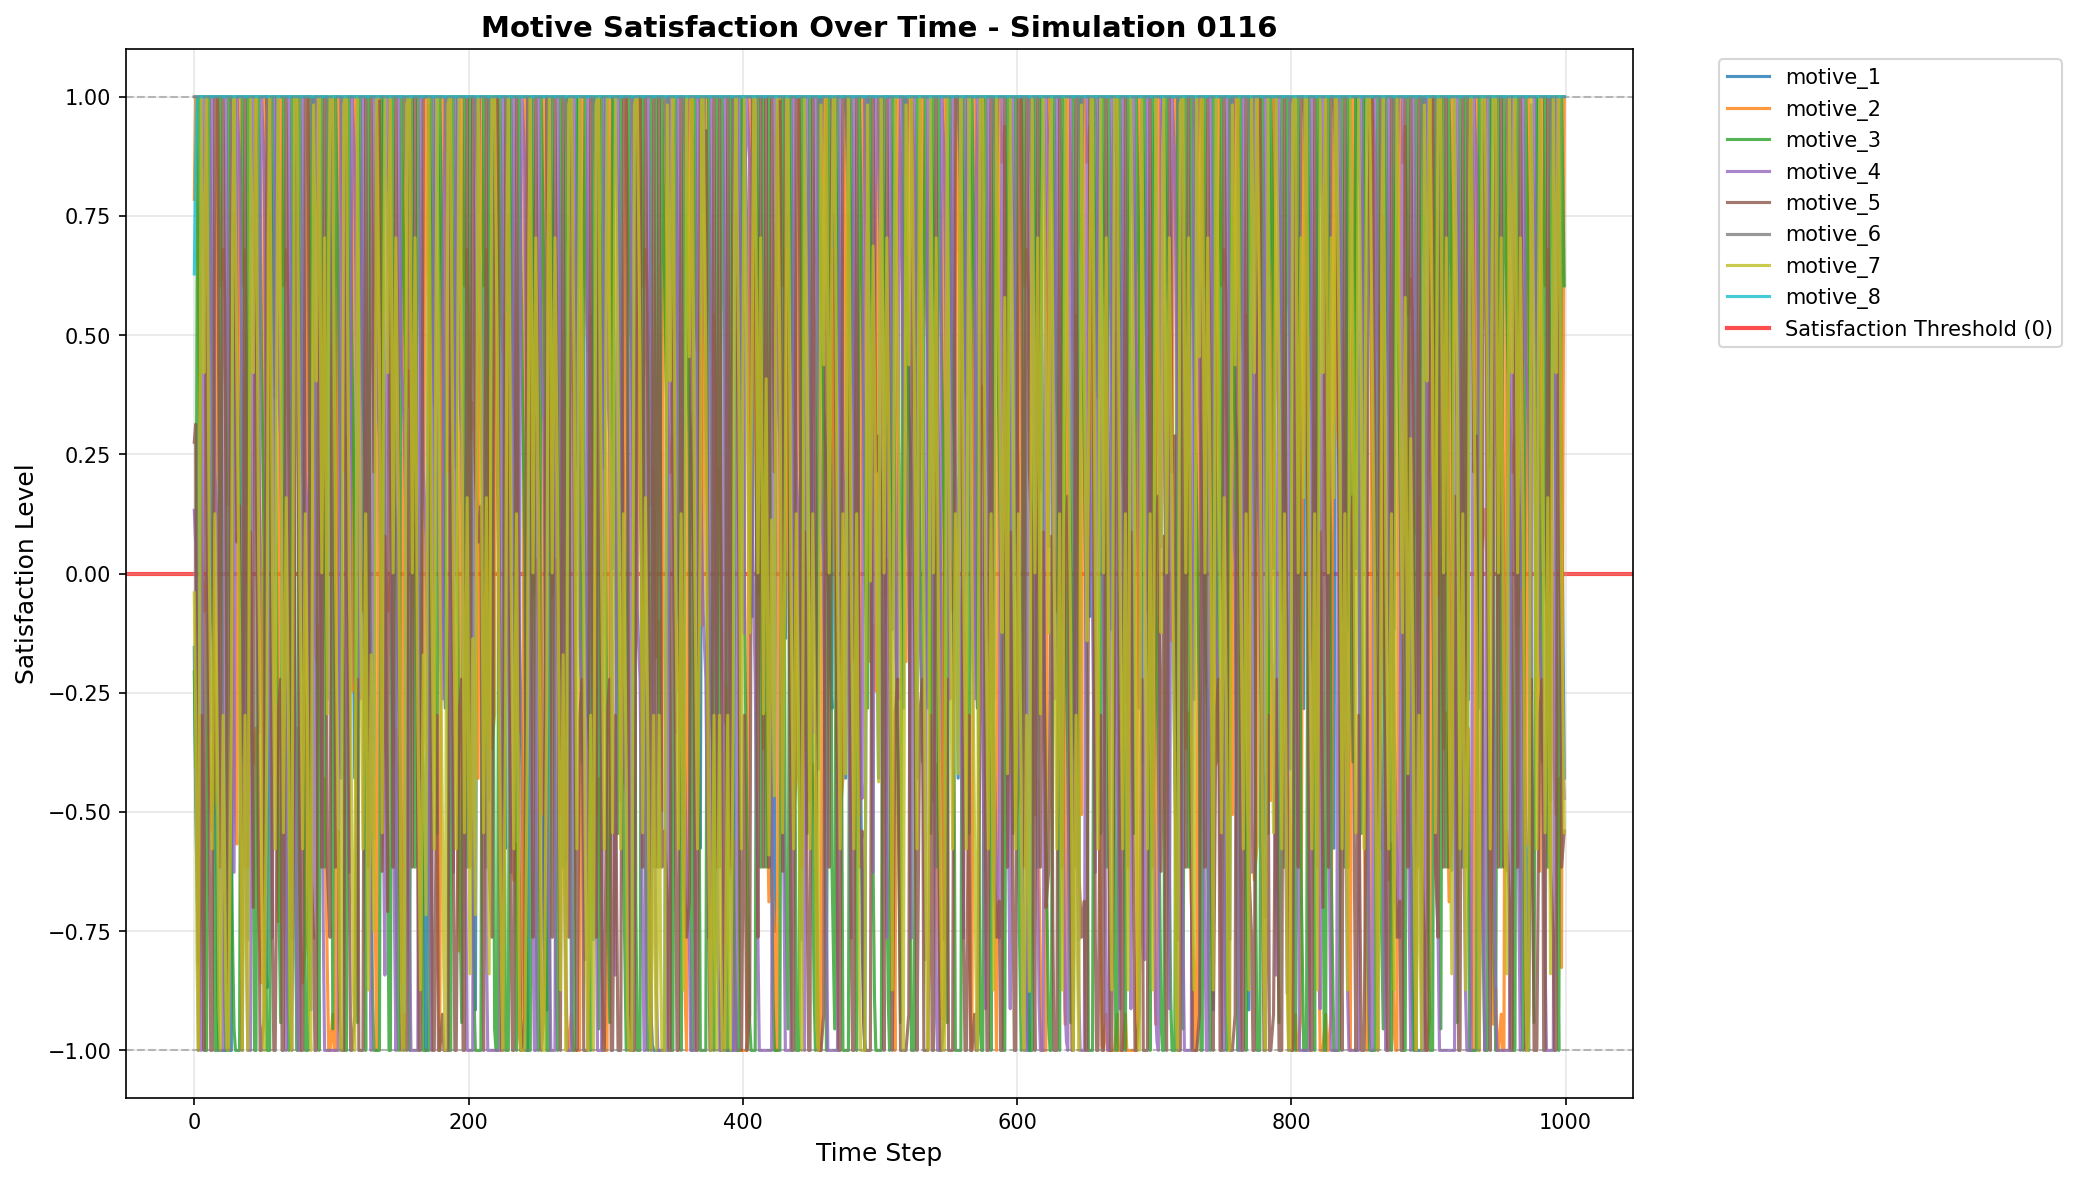 Motive Satisfaction Over Time - Simulation 0116
1.00
0.75
0.50
0.25
0.00
−0.25
−0.50
−0.75
−1.00
Satisfaction Level
0
200
400
600
800
1000
Time Step
motive_1
motive_2
motive_3
motive_4
motive_5
motive_6
motive_7
motive_8
Satisfaction Threshold (0)